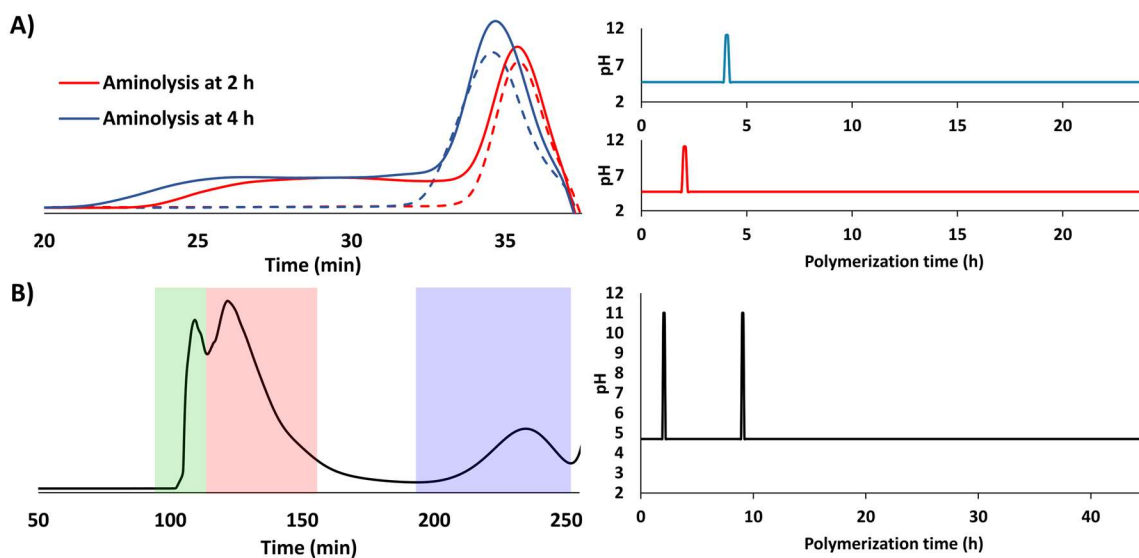 A)
Aminolysis at 2 h
Aminolysis at 4 h
20 25 30 35
Time (min)
pH
12
7
2
0 5 10 15 20
pH
12
7
2
0 5 10 15 20
Polymerization time (h)
B)
50 100 150 200 250
Time (min)
pH
12
11
10
9
8
7
6
5
4
3
2
0 10 20 30 40
Polymerization time (h)